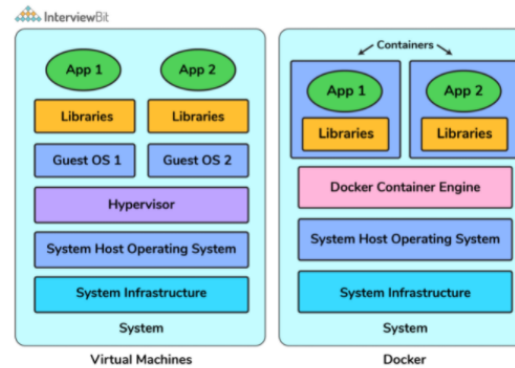 InterviewBit
App 1
App 2
Libraries
Libraries
Guest OS 1
Guest OS 2
Hypervisor
System Host Operating System
System Infrastructure
System
Virtual Machines
Containers
App 1
App 2
Libraries
Libraries
Docker Container Engine
System Host Operating System
System Infrastructure
System
Docker